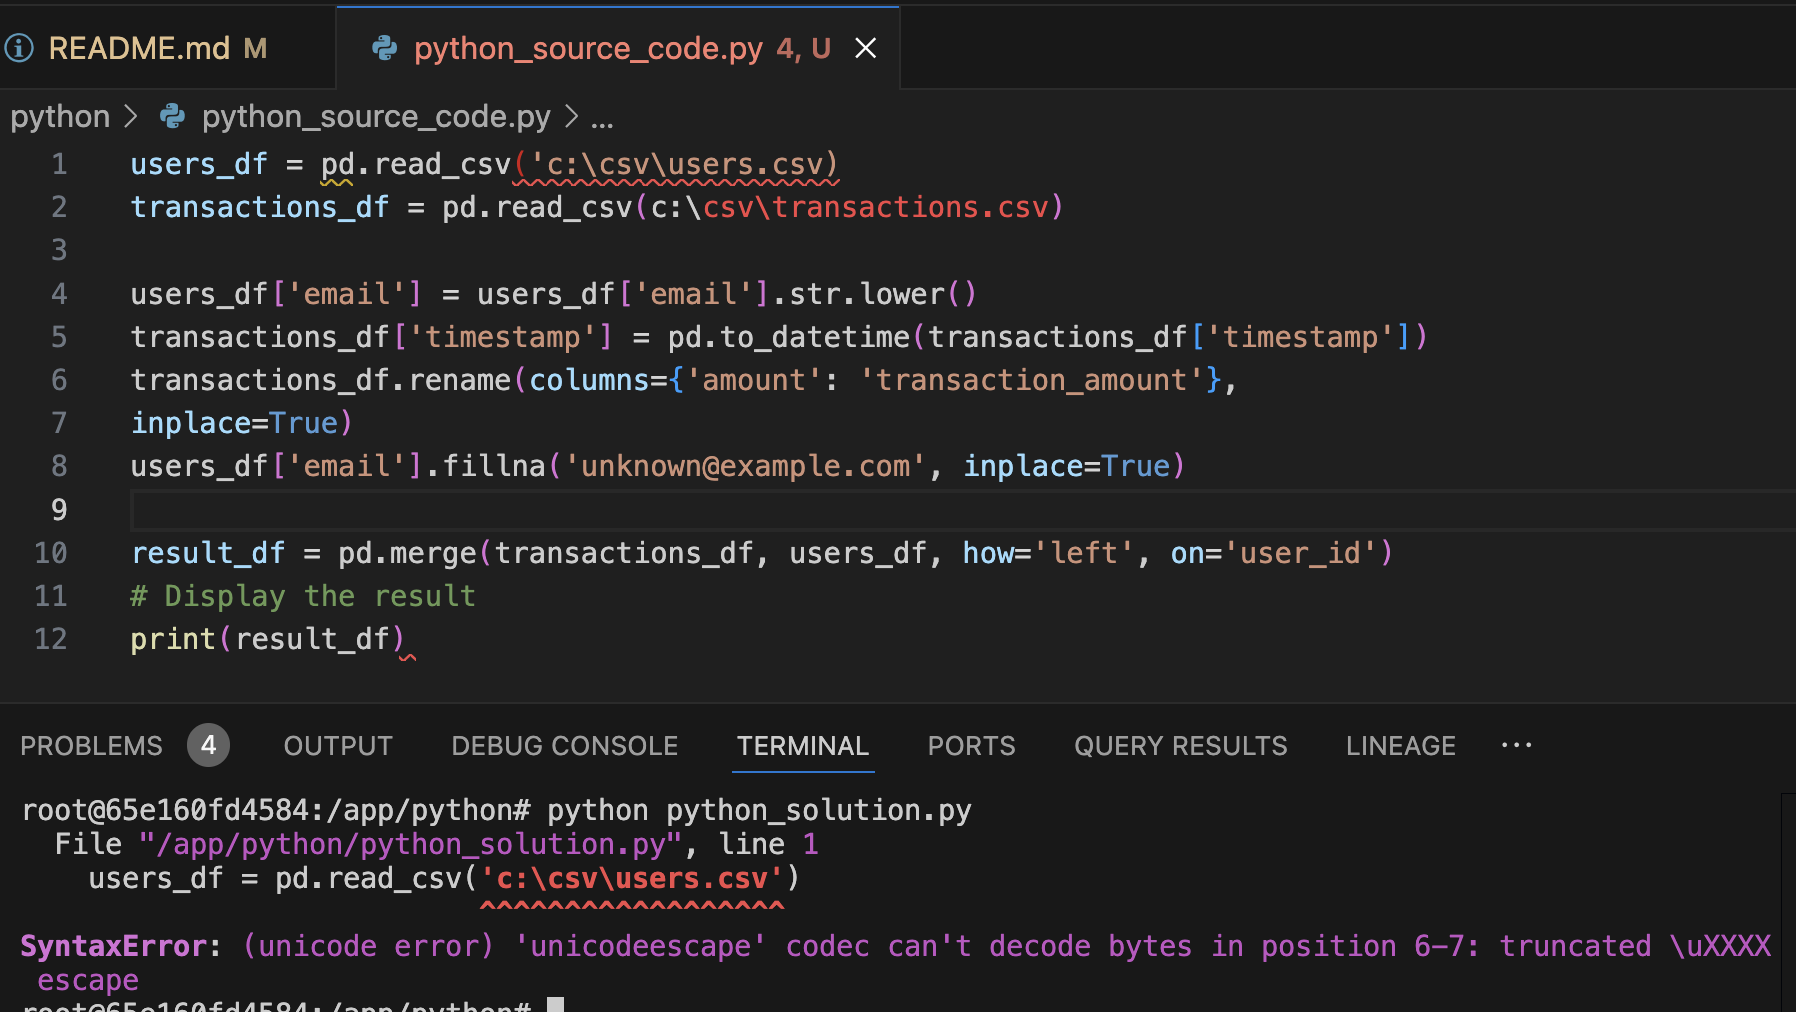 README.md M
python_source_code.py 4, U
python > python_source_code.py > ...
1 users_df = pd.read_csv('c:\csv\users.csv)
2 transactions_df = pd.read_csv(c:\csv\transactions.csv)
3
4 users_df['email'] = users_df['email'].str.lower()
5 transactions_df['timestamp'] = pd.to_datetime(transactions_df['timestamp'])
6 transactions_df.rename(columns={'amount': 'transaction_amount'},
7 inplace=True)
8 users_df['email'].fillna('unknown@example.com', inplace=True)
9
10 result_df = pd.merge(transactions_df, users_df, how='left', on='user_id')
11 # Display the result
12 print(result_df)
PROBLEMS 4 OUTPUT DEBUG CONSOLE TERMINAL PORTS QUERY RESULTS LINEAGE ...
root@65e160fd4584:/app/python# python python_solution.py
File "/app/python/python_solution.py", line 1
users_df = pd.read_csv('c:\csv\users.csv')
^^^^^^^^^^^^^^^^^^
SyntaxError: (unicode error) 'unicodeescape' codec can't decode bytes in position 6-7: truncated \uXXXX
escape
root@65e160fd4584:/app/python#